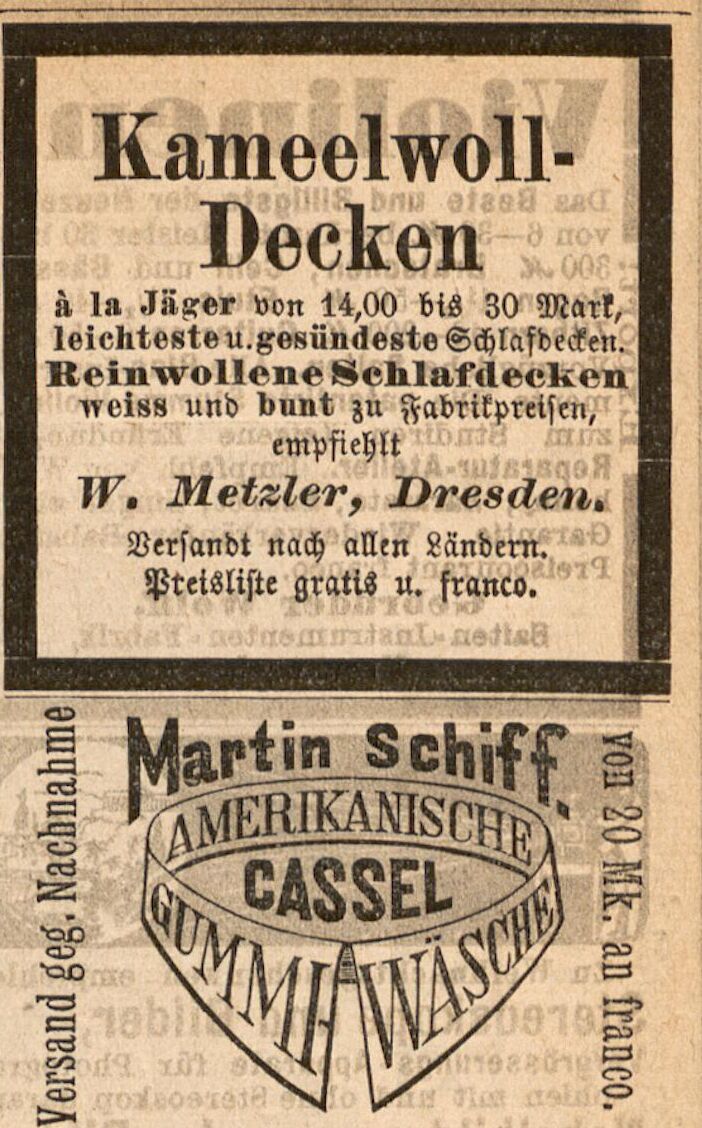 Kameelwoll-
Decken
à la Jäger von 14,00 bis 30 Mark,
leichteste u. gesündeste Schlafdecken.
Reinwollene Schlafdecken
weiss und bunt zu Fabrikpreisen,
empfiehlt
W. Metzler, Dresden.
Versandt nach allen Ländern.
Preisliste gratis u. franco.
Versand geg. Nachnahme
Martin Schiff.
AMERIKANISCHE
CASSEL
GUMMI WÄSCHE
von 20 Mk. an franco.